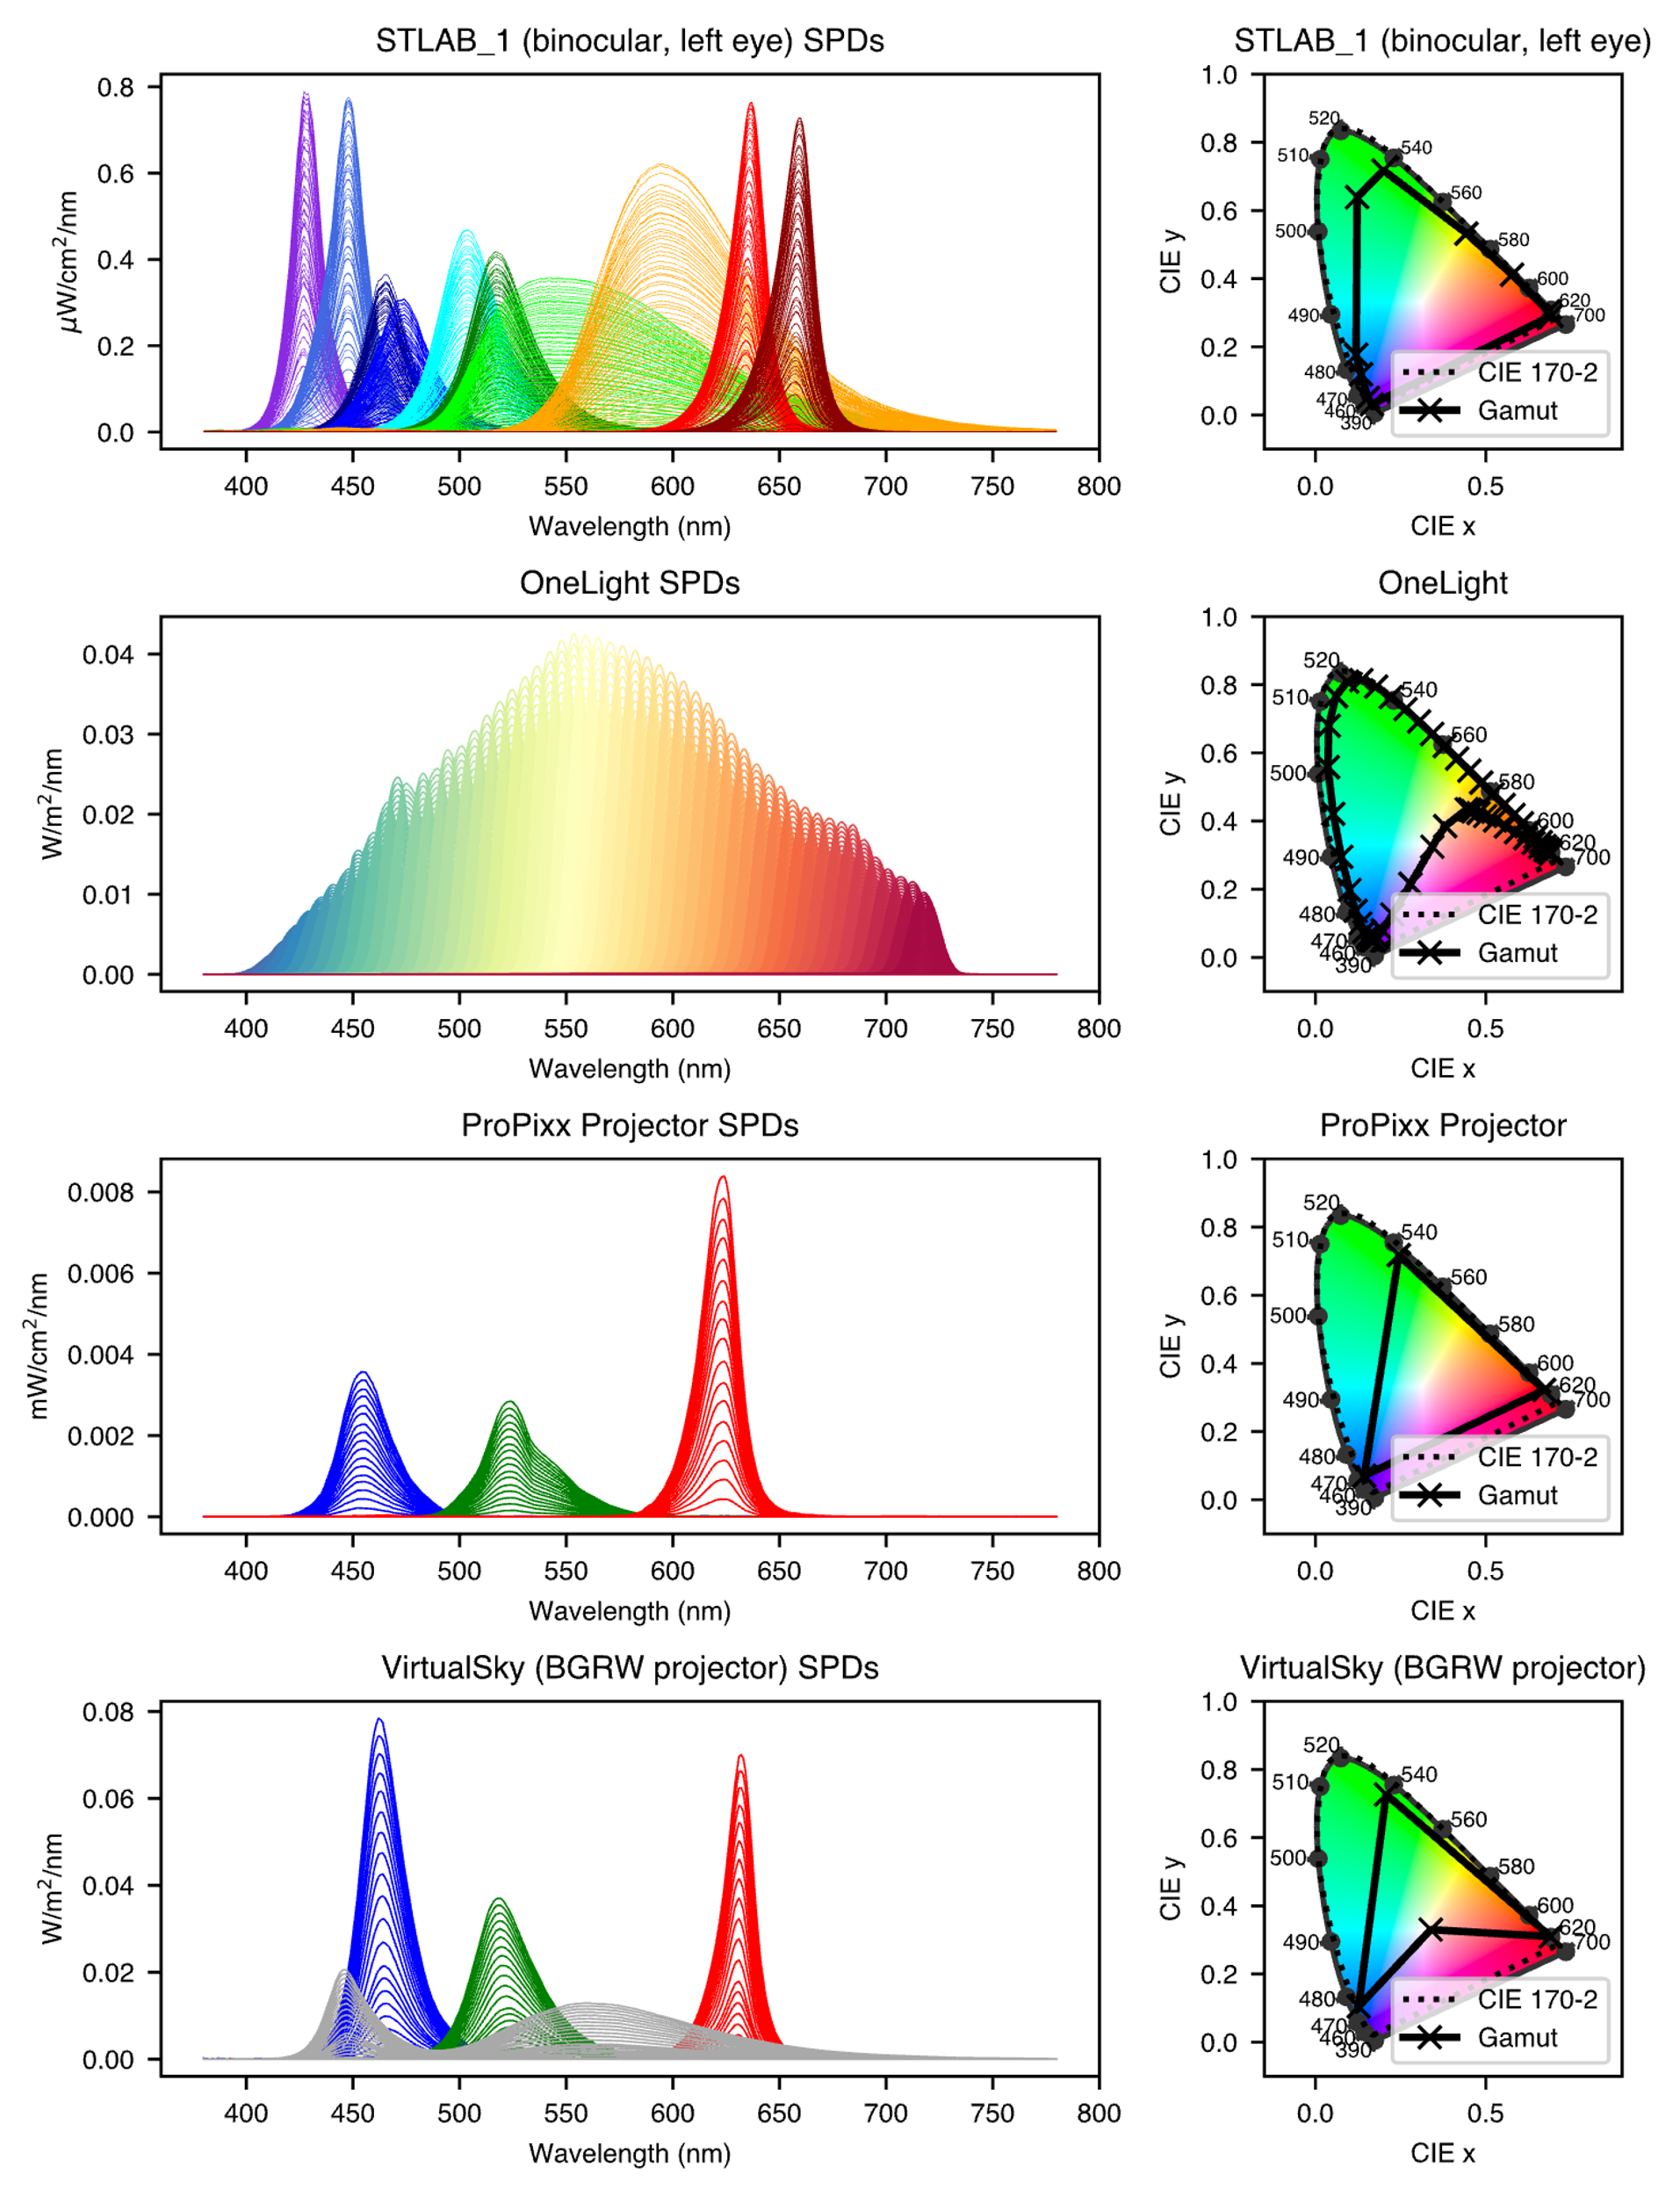 STLAB_1 (binocular, left eye) SPDs
0.8
0.6
0.4
0.2
0.0
μW/cm²/nm
400 450 500 550 600 650 700 750 800
Wavelength (nm)
STLAB_1 (binocular, left eye)
1.0
0.8
0.6
0.4
0.2
0.0
CIE y
520
510
540
560
500
580
600
620
490
700
480
470
460
390
CIE 170-2
Gamut
0.0 0.5
CIE x
OneLight SPDs
0.04
0.03
0.02
0.01
0.00
W/m²/nm
400 450 500 550 600 650 700 750 800
Wavelength (nm)
OneLight
1.0
0.8
0.6
0.4
0.2
0.0
CIE y
520
510
540
560
500
580
600
620
490
700
480
470
460
390
CIE 170-2
Gamut
0.0 0.5
CIE x
ProPixx Projector SPDs
0.008
0.006
0.004
0.002
0.000
mW/cm²/nm
400 450 500 550 600 650 700 750 800
Wavelength (nm)
ProPixx Projector
1.0
0.8
0.6
0.4
0.2
0.0
CIE y
520
510
540
560
500
580
600
620
490
700
480
470
460
390
CIE 170-2
Gamut
0.0 0.5
CIE x
VirtualSky (BGRW projector) SPDs
0.08
0.06
0.04
0.02
0.00
W/m²/nm
400 450 500 550 600 650 700 750 800
Wavelength (nm)
VirtualSky (BGRW projector)
1.0
0.8
0.6
0.4
0.2
0.0
CIE y
520
510
540
560
500
580
600
620
490
700
480
470
460
390
CIE 170-2
Gamut
0.0 0.5
CIE x